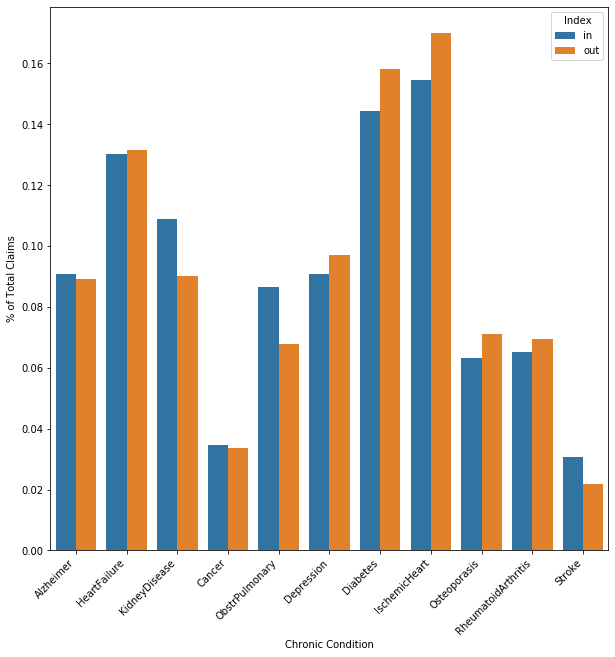 Index
in
out
0.16
0.14
0.12
0.10
0.08
0.06
0.04
0.02
0.00
% of Total Claims
Alzheimer
HeartFailure
KidneyDisease
Cancer
ObstrPulmonary
Depression
Diabetes
IschemicHeart
Osteoporasis
RheumatoidArthritis
Stroke
Chronic Condition